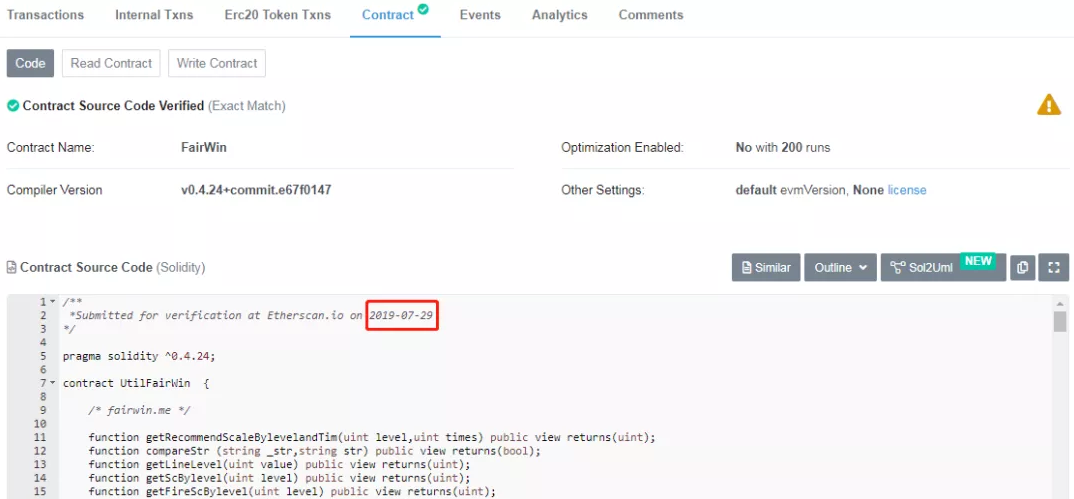 Transactions Internal Txns Erc20 Token Txns Contract Events Analytics Comments
Code Read Contract Write Contract
Contract Source Code Verified (Exact Match)
Contract Name: FairWin Optimization Enabled: No with 200 runs
Compiler Version v0.4.24+commit.e67f0147 Other Settings: default evmVersion, None license
Contract Source Code (Solidity) Similar Outline Sol2Uml NEW
1 /**
2 *Submitted for verification at Etherscan.io on 2019-07-29
3 */
4
5 pragma solidity ^0.4.24;
6
7 contract UtilFairWin {
8
9 /* fairwin.me */
10
11 function getRecommendScaleBylevelandTim(uint level,uint times) public view returns(uint);
12 function compareStr (string _str,string str) public view returns(bool);
13 function getLineLevel(uint value) public view returns(uint);
14 function getScBylevel(uint level) public view returns(uint);
15 function getFireScBylevel(uint level) public view returns(uint);